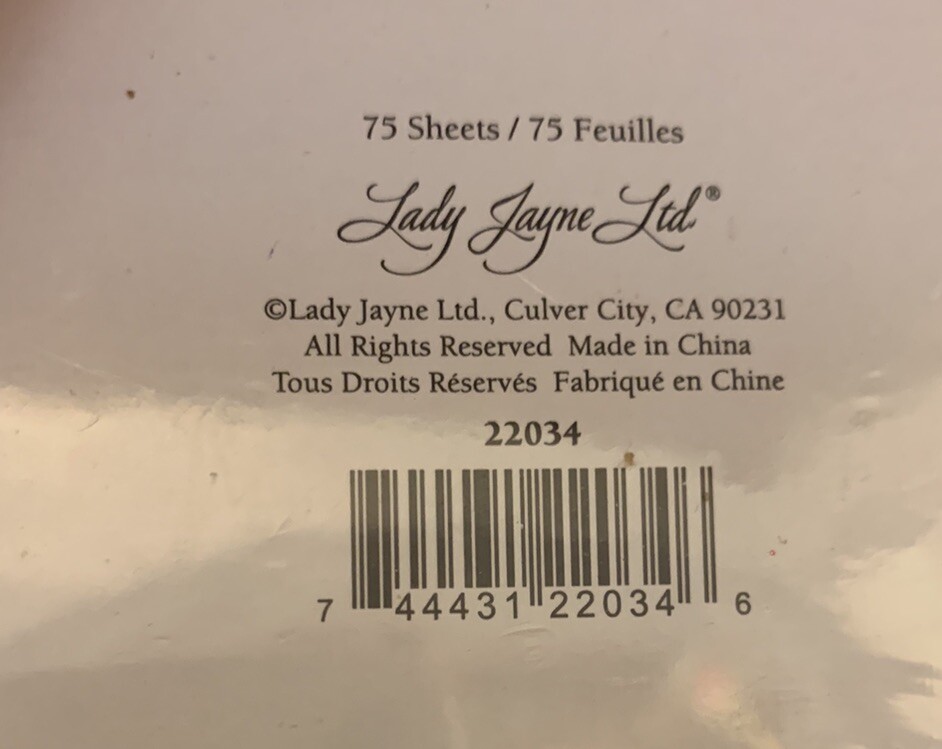 75 Sheets / 75 Feuilles
Lady Jayne Ltd®
©Lady Jayne Ltd., Culver City, CA 90231
All Rights Reserved Made in China
Tous Droits Réservés Fabriqué en Chine
22034
7 44431 22034 6